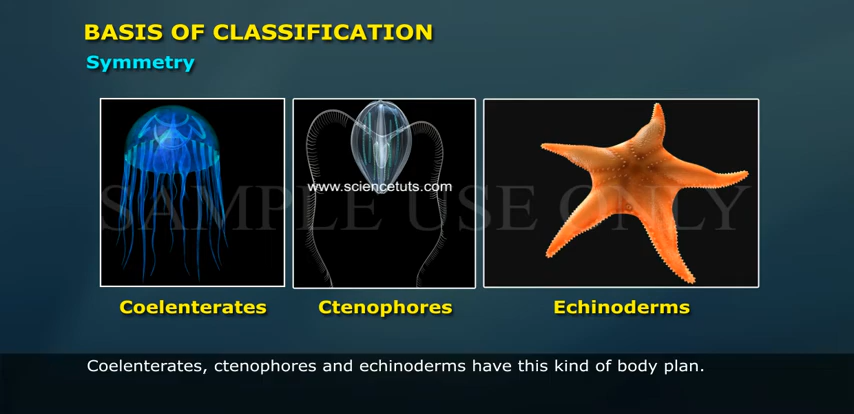 BASIS OF CLASSIFICATION
Symmetry
www.sciencetuts.com
SAMPLE USE ONLY
Coelenterates
Ctenophores
Echinoderms
Coelenterates, ctenophores and echinoderms have this kind of body plan.